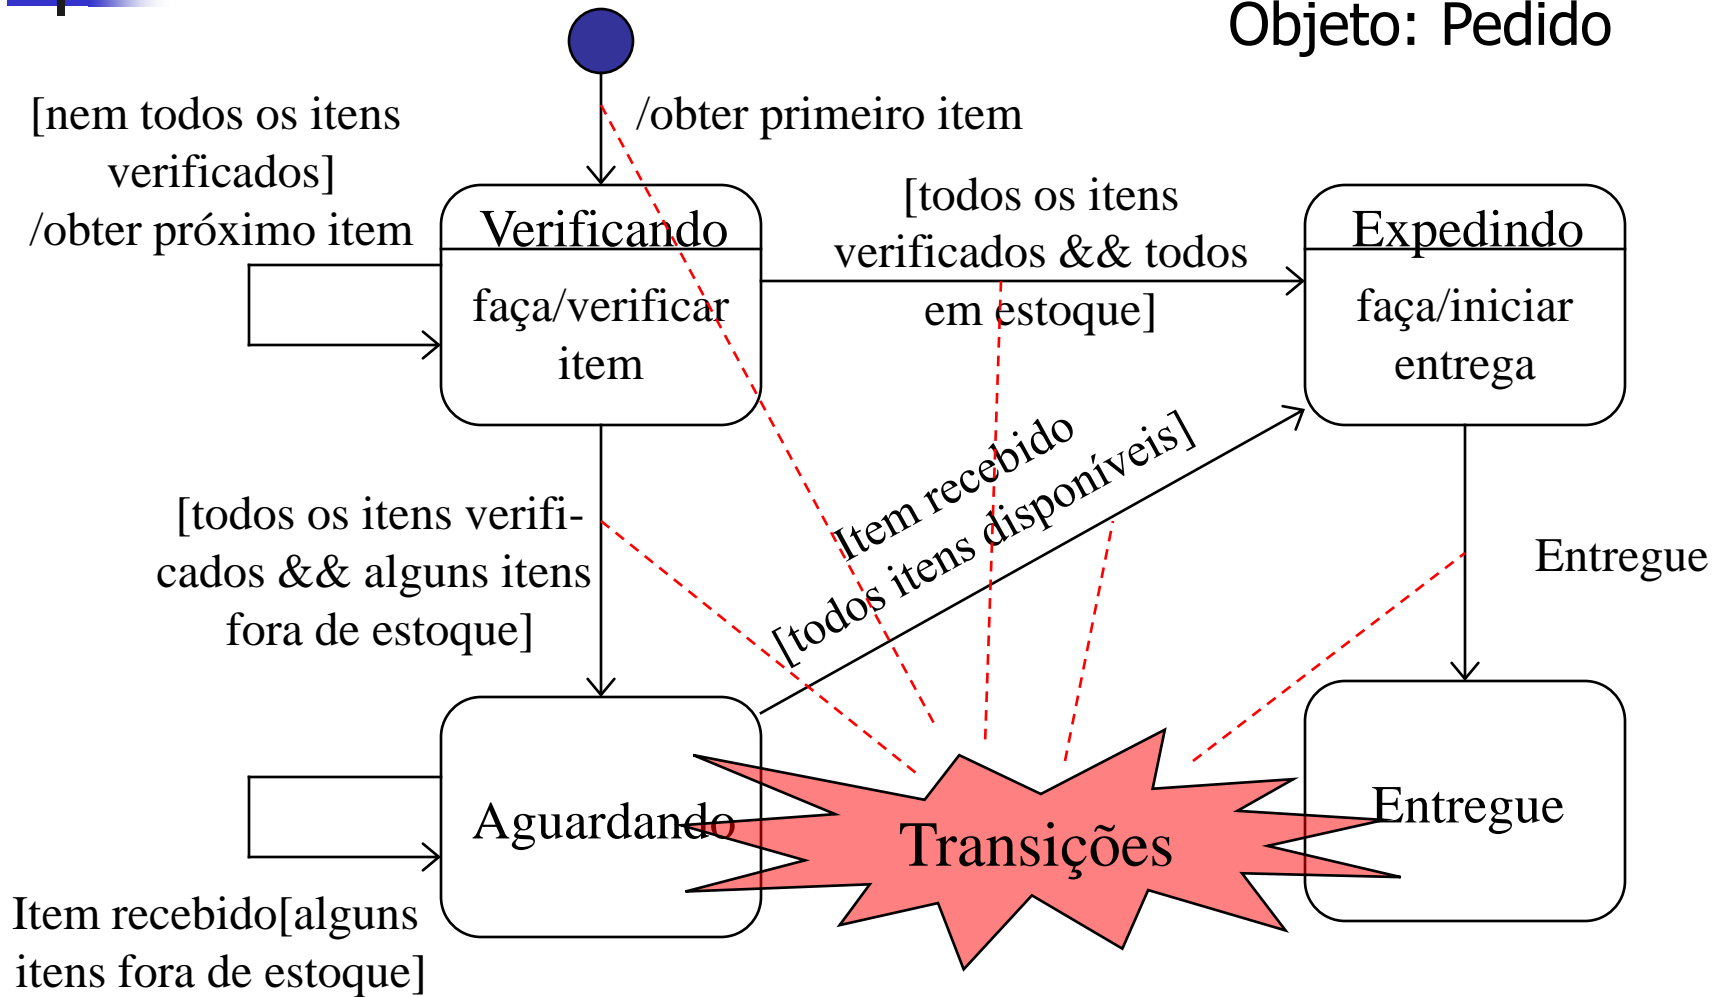 Objeto: Pedido
[nem todos os itens
verificados]
/obter próximo item
/obter primeiro item
Verificando
faça/verificar
item
[todos os itens
verificados && todos
em estoque]
Expedindo
faça/iniciar
entrega
[todos os itens verifi-
cados && alguns itens
fora de estoque]
Item recebido
[todos itens disponíveis]
Entregue
Aguardando
Transições
Entregue
Item recebido[alguns
itens fora de estoque]